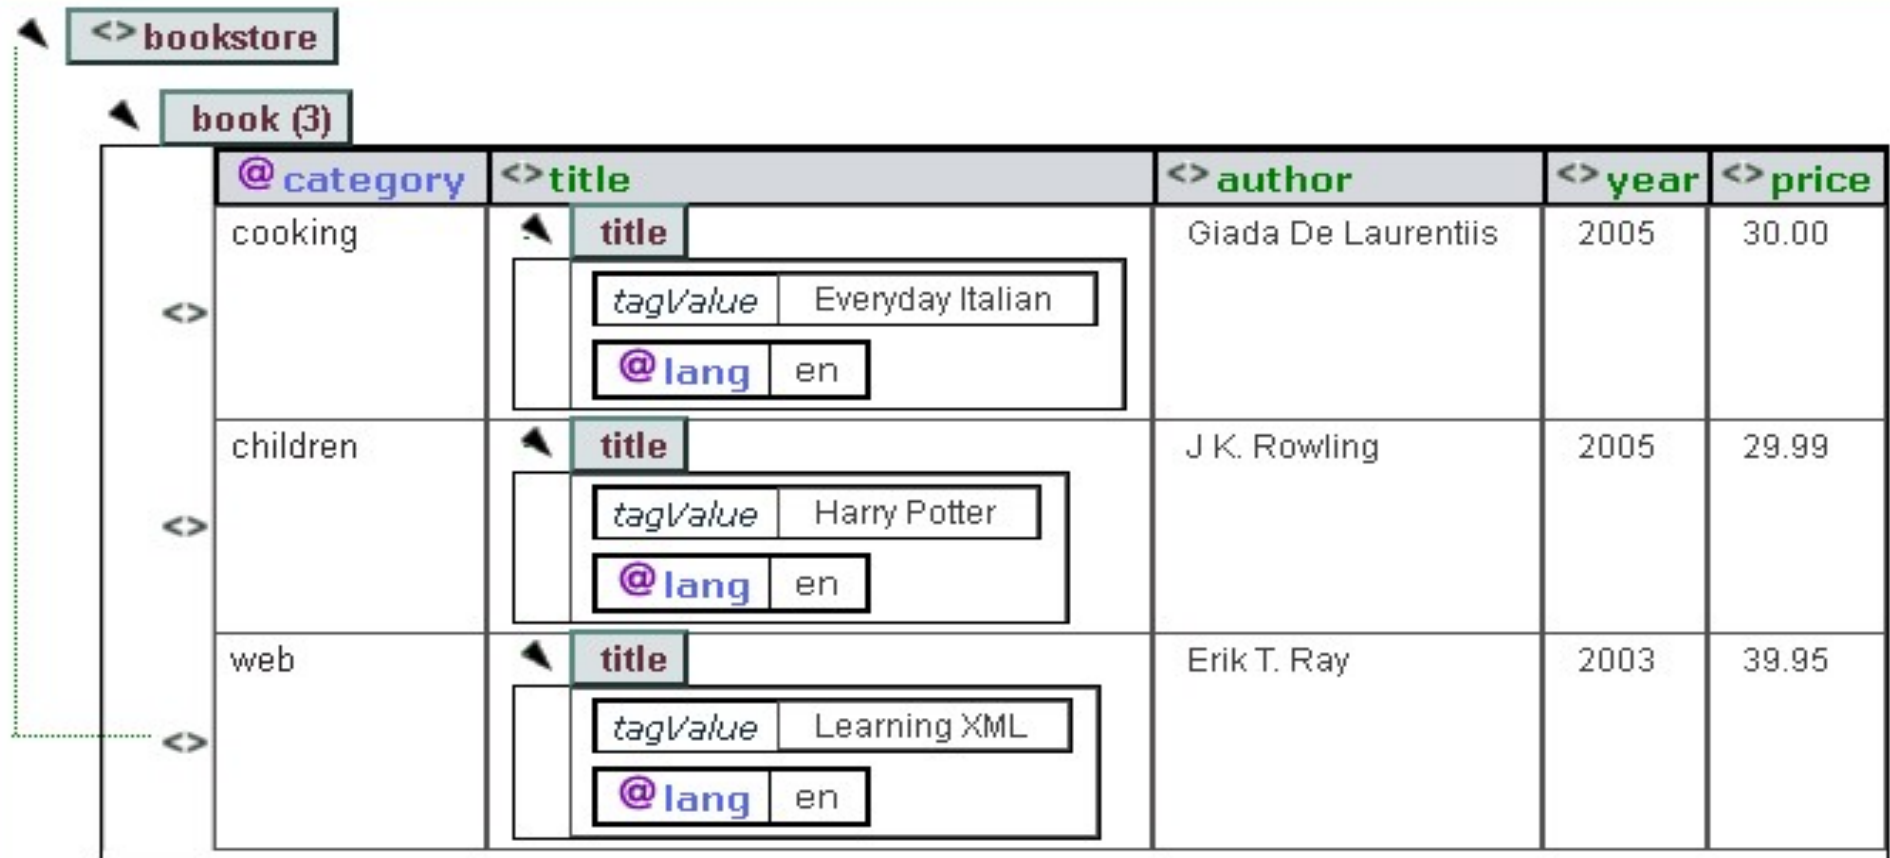 <> bookstore
book (3)
@ category <> title <> author <> year <> price
cooking title Giada De Laurentiis 2005 30.00
tagValue Everyday Italian
<>
@ lang en
children title J K. Rowling 2005 29.99
tagValue Harry Potter
<>
@ lang en
web title Erik T. Ray 2003 39.95
tagValue Learning XML
<>
@ lang en